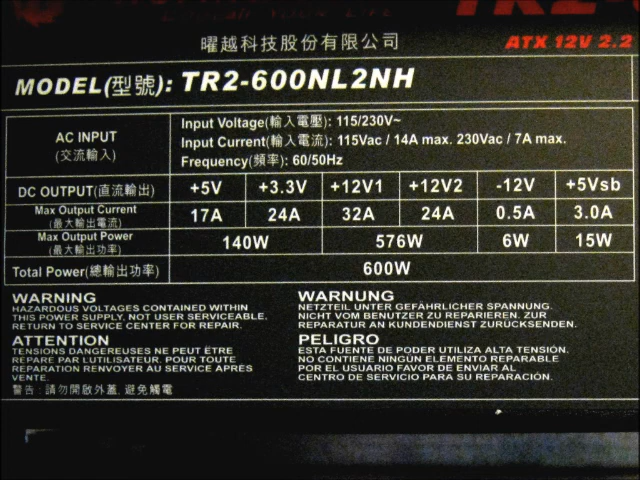 TR2-
曜越科技股份有限公司
ATX 12V 2.2
MODEL(型號): TR2-600NL2NH
AC INPUT
(交流輸入)
Input Voltage(輸入電壓): 115/230V~
Input Current(輸入電流): 115Vac / 14A max. 230Vac / 7A max.
Frequency(頻率): 60/50Hz
DC OUTPUT(直流輸出) +5V +3.3V +12V1 +12V2 -12V +5Vsb
Max Output Current
(最大輸出電流)
17A 24A 32A 24A 0.5A 3.0A
Max Output Power
(最大輸出功率)
140W 576W 6W 15W
Total Power(總輸出功率) 600W
WARNING
HAZARDOUS VOLTAGES CONTAINED WITHIN
THIS POWER SUPPLY, NOT USER SERVICEABLE.
RETURN TO SERVICE CENTER FOR REPAIR.
ATTENTION
TENSIONS DANGEREUSES NE PEUT ÊTRE
REPARE PAR LUTILISATEUR. POUR TOUTE
REPARATION RENVOYER AU SERVICE APRES
VENTE.
警告: 請勿開啟外蓋, 避免觸電
WARNUNG
NETZTEIL UNTER GEFÄHRLICHER SPANNUNG.
NICHT VOM BENUTZER ZU REPARIEREN. ZUR
REPARATUR AN KUNDENDIENST ZURÜCKSENDEN.
PELIGRO
ESTA FUENTE DE PODER UTILIZA ALTA TENSIÓN.
NO CONTIENE NINGÚN ELEMENTO REPARABLE
POR EL USUARIO FAVOR DE ENVIAR AL
CENTRO DE SERVICIO PARA SU REPARACIÓN.